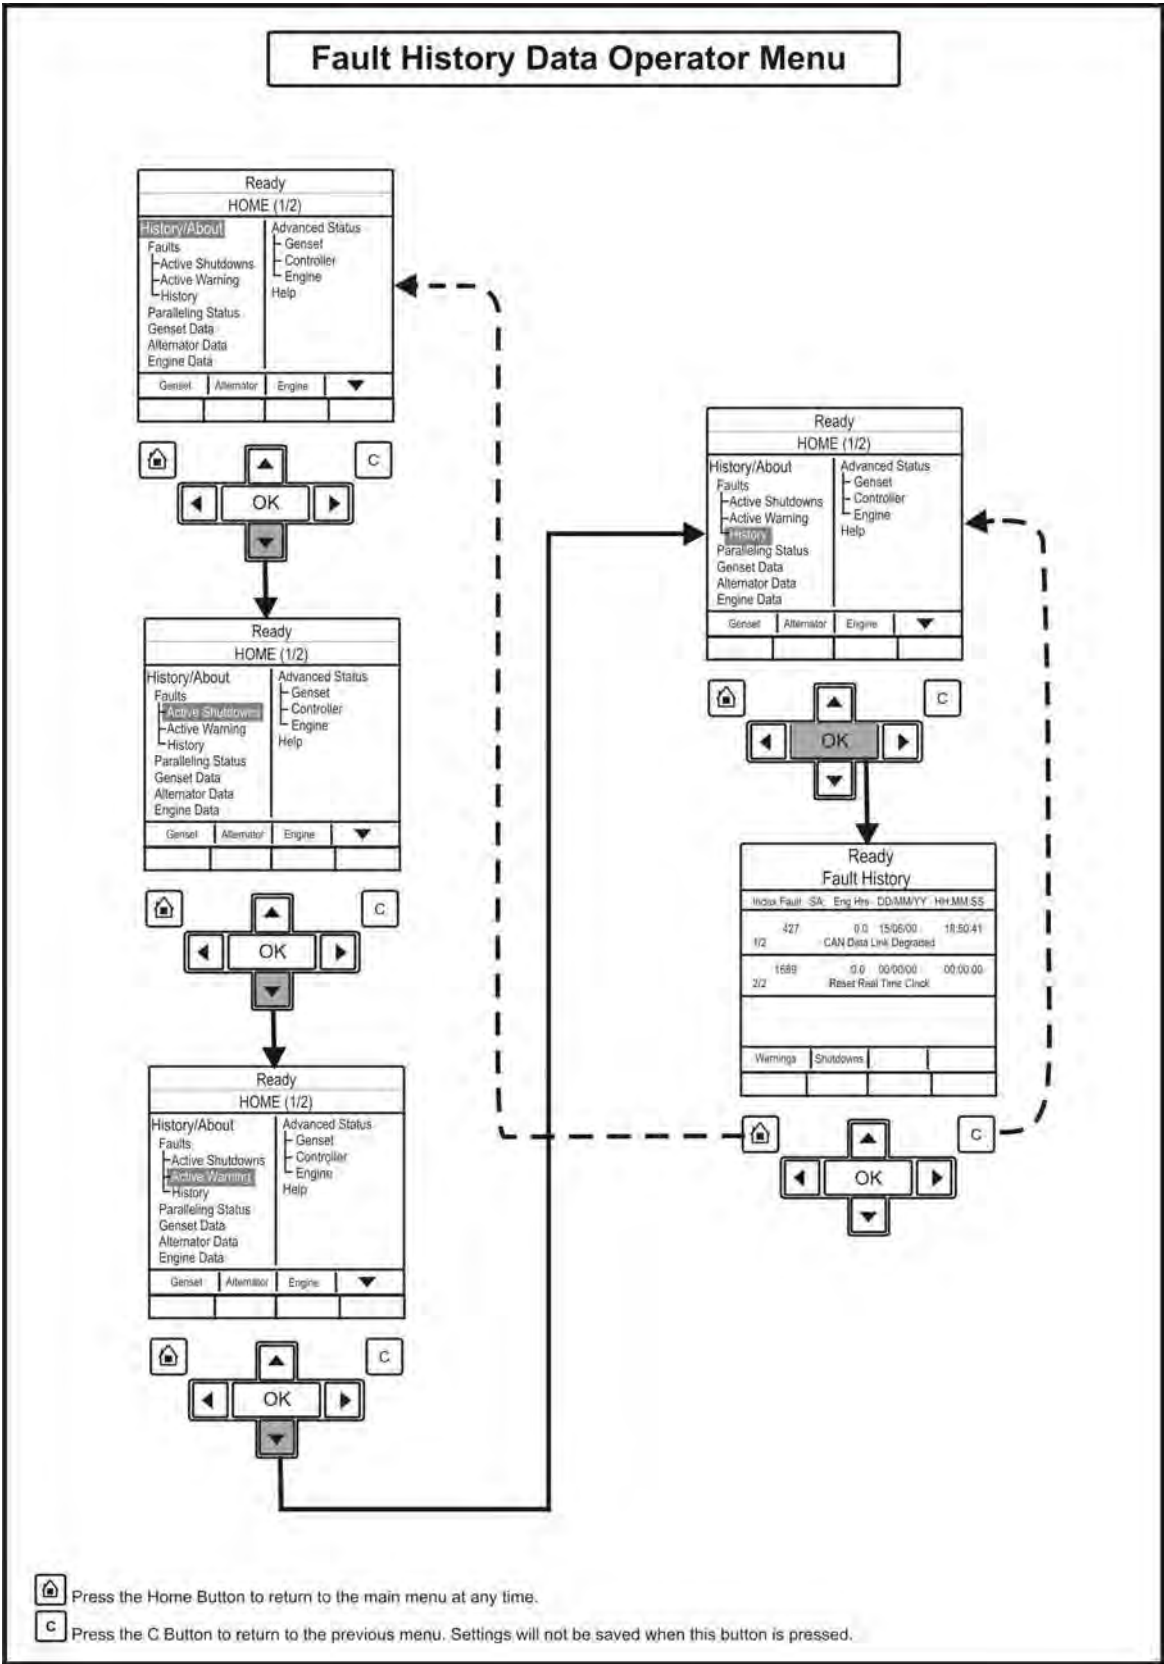 Fault History Data Operator Menu
Ready
HOME (1/2)
History/About
Faults
Active Shutdowns
Active Warning
History
Paralleling Status
Genset Data
Alternator Data
Engine Data
Advanced Status
Genset
Controller
Engine
Help
Genset Alternator Engine
C
OK
Ready
HOME (1/2)
History/About
Faults
Active Shutdowns
Active Warning
History
Paralleling Status
Genset Data
Alternator Data
Engine Data
Advanced Status
Genset
Controller
Engine
Help
Genset Alternator Engine
C
OK
Ready
HOME (1/2)
History/About
Faults
Active Shutdowns
Active Warning
History
Paralleling Status
Genset Data
Alternator Data
Engine Data
Advanced Status
Genset
Controller
Engine
Help
Genset Alternator Engine
C
OK
Ready
HOME (1/2)
History/About
Faults
Active Shutdowns
Active Warning
History
Paralleling Status
Genset Data
Alternator Data
Engine Data
Advanced Status
Genset
Controller
Engine
Help
Genset Alternator Engine
C
OK
Ready
Fault History
Index Fault SA Eng Hrs DD/MM/YY HH:MM:SS
427 0.0 15/06/00 18:50:41
1/2 CAN Data Link Degraded
1689 0.0 00/00/00 00:00:00
2/2 Reset Real Time Clock
Warnings Shutdowns
C
OK
Press the Home Button to return to the main menu at any time.
C Press the C Button to return to the previous menu. Settings will not be saved when this button is pressed.